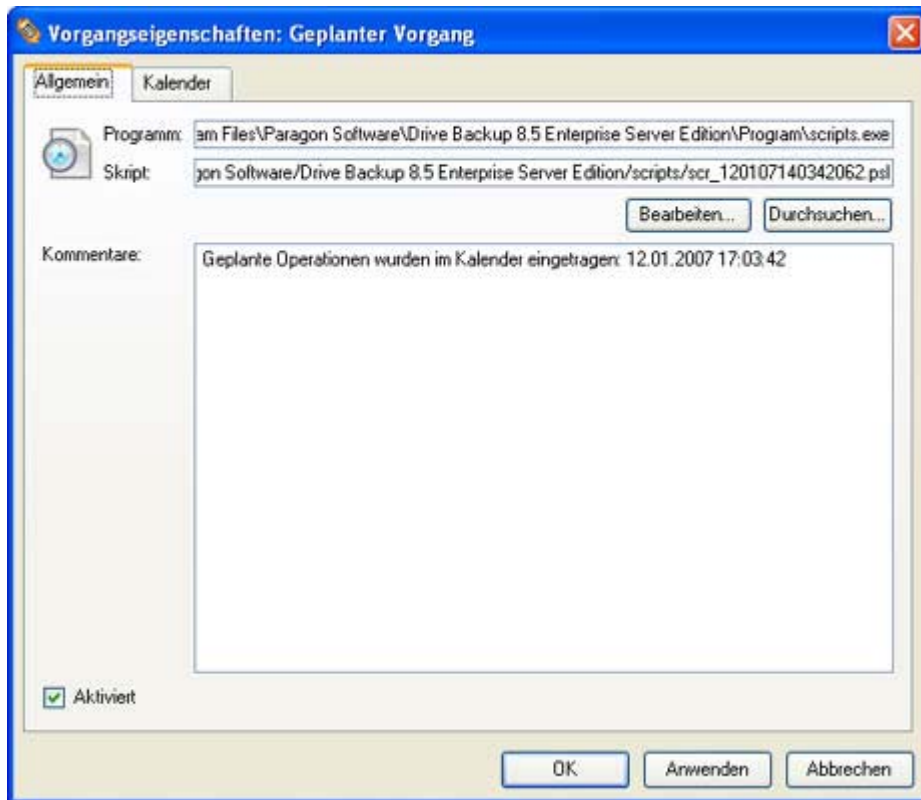 Vorgangseigenschaften: Geplanter Vorgang
Allgemein Kalender
Programm: am Files\Paragon Software\Drive Backup 8.5 Enterprise Server Edition\Program\scripts.exe
Skript: gon Software/Drive Backup 8.5 Enterprise Server Edition/scripts/scr_120107140342062.psl
Bearbeiten... Durchsuchen...
Kommentare: Geplante Operationen wurden im Kalender eingetragen: 12.01.2007 17:03:42
Aktiviert
OK Anwenden Abbrechen